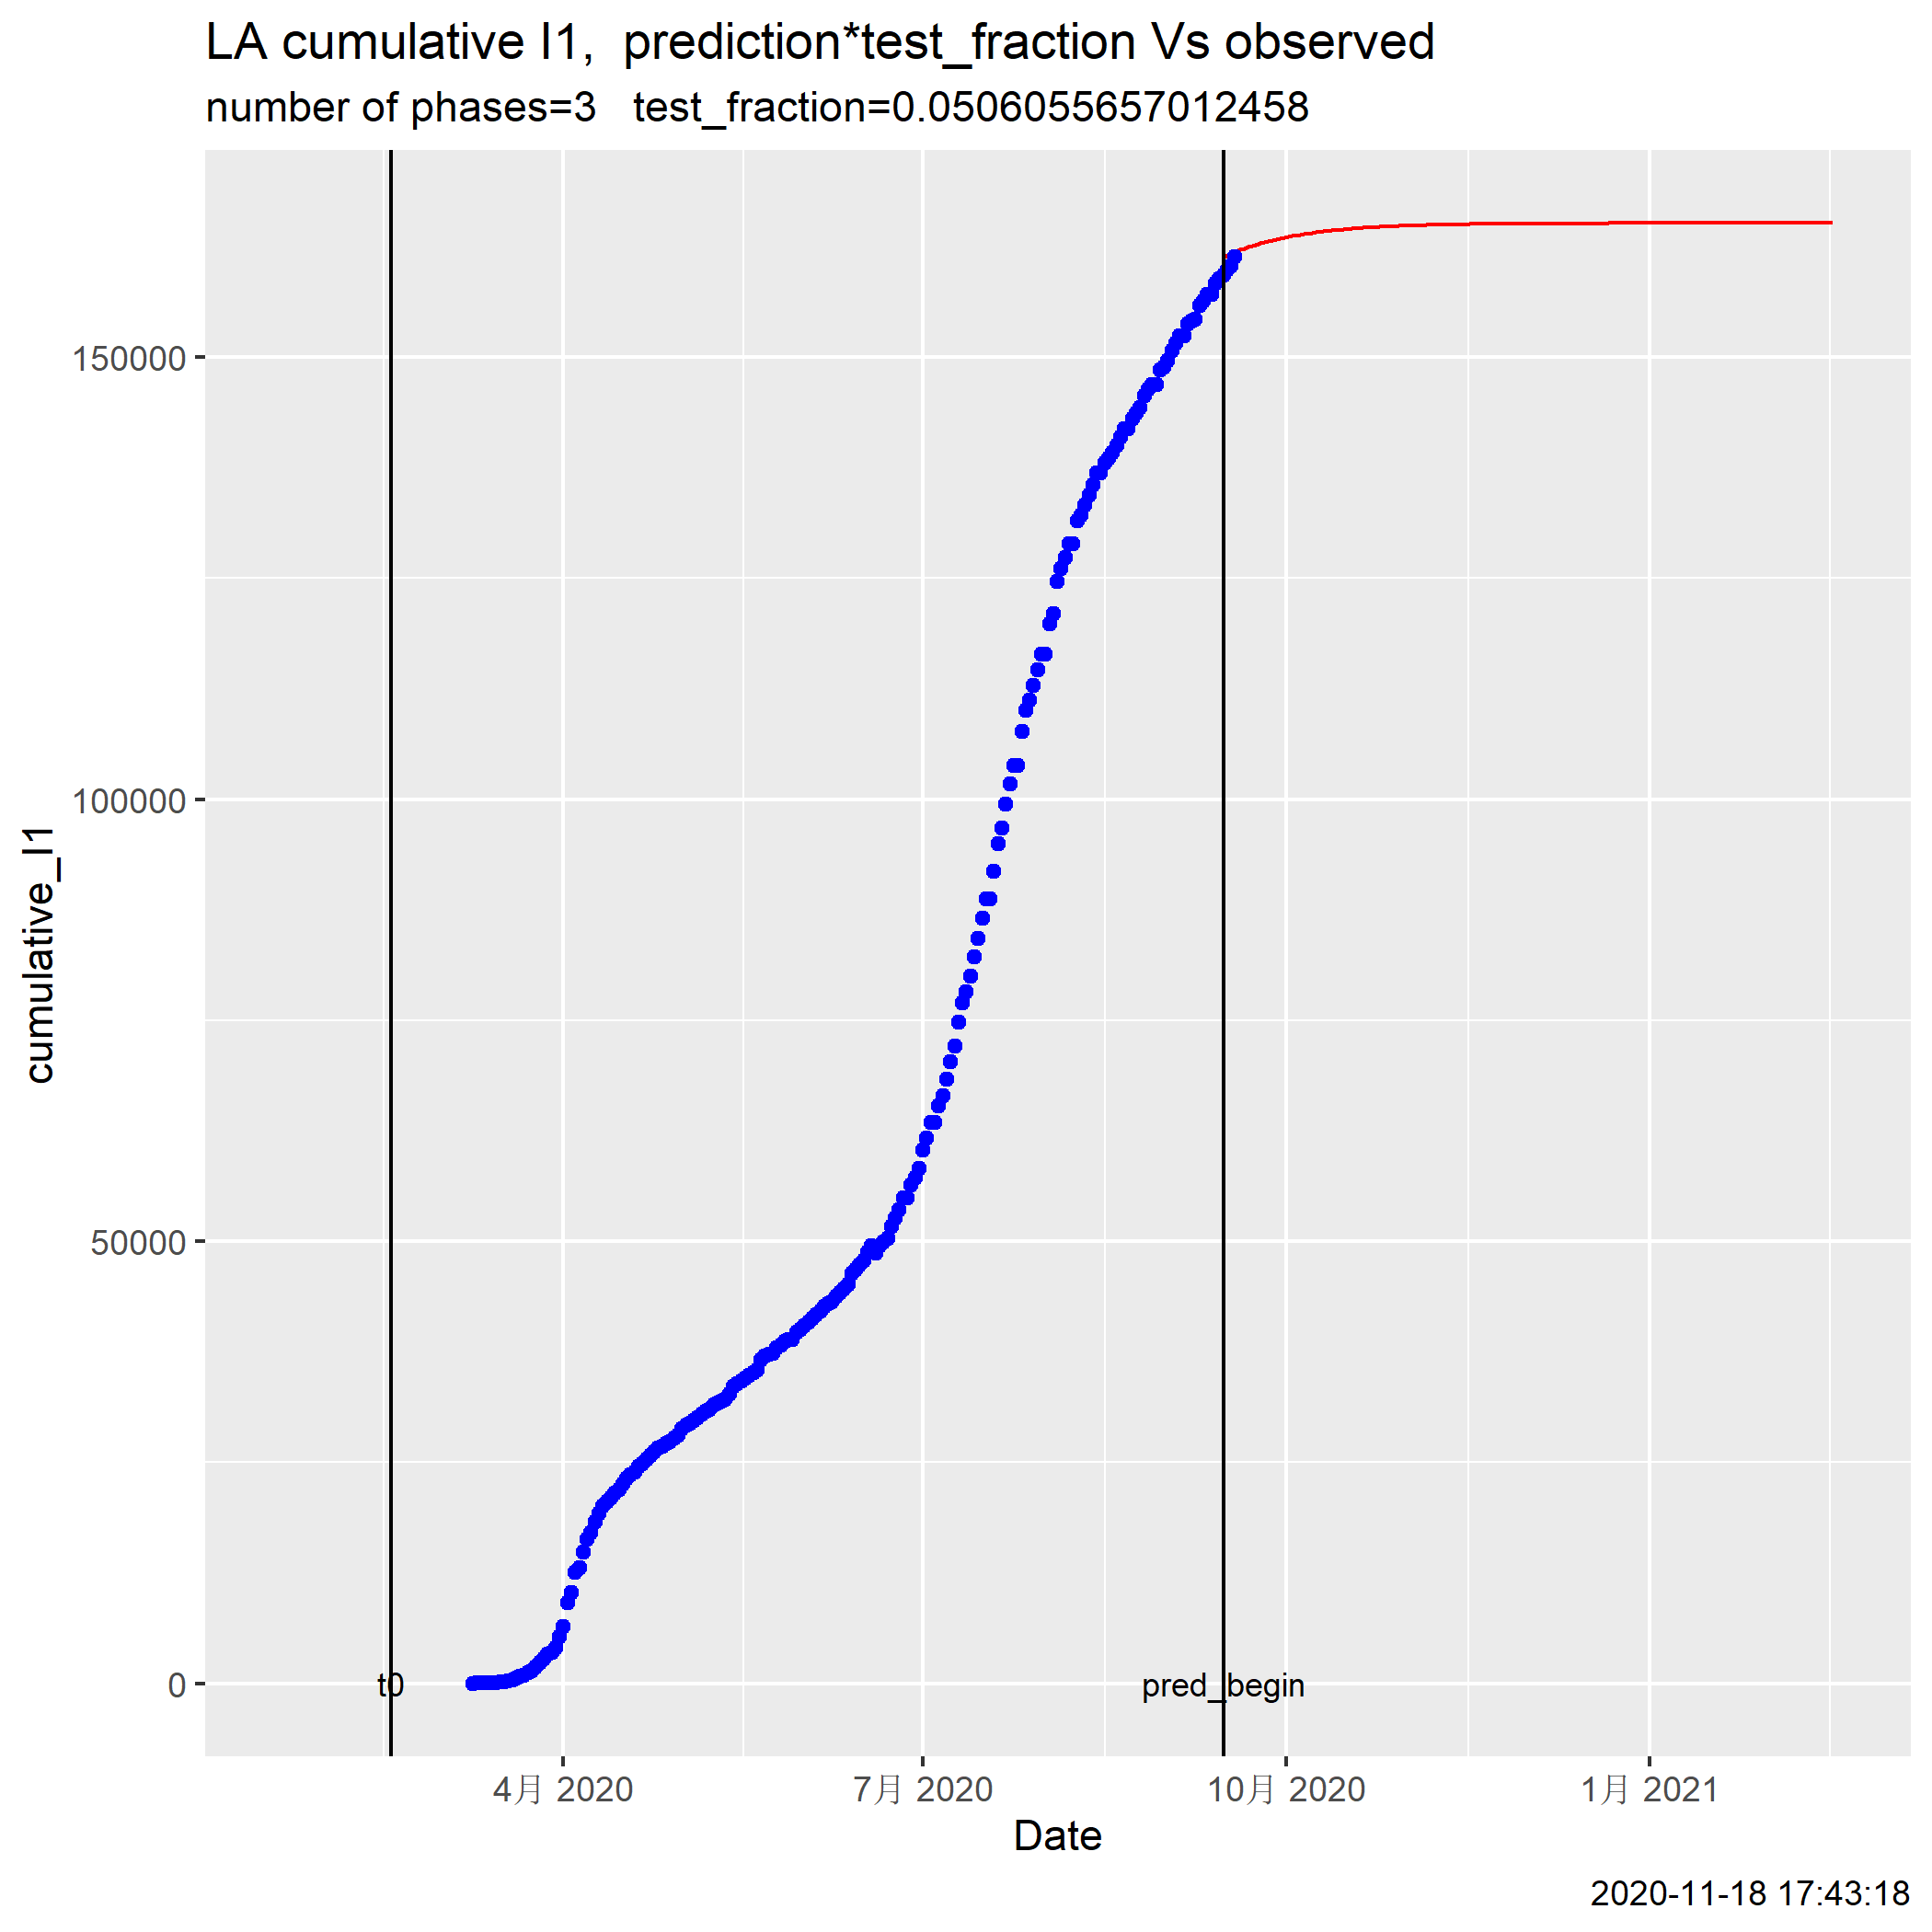 LA cumulative I1,  prediction*test_fraction Vs observed
number of phases=3   test_fraction=0.0506055657012458
cumulative_I1
150000
100000
50000
0
t0
pred_begin
4月 2020
7月 2020
10月 2020
1月 2021
Date
2020-11-18 17:43:18